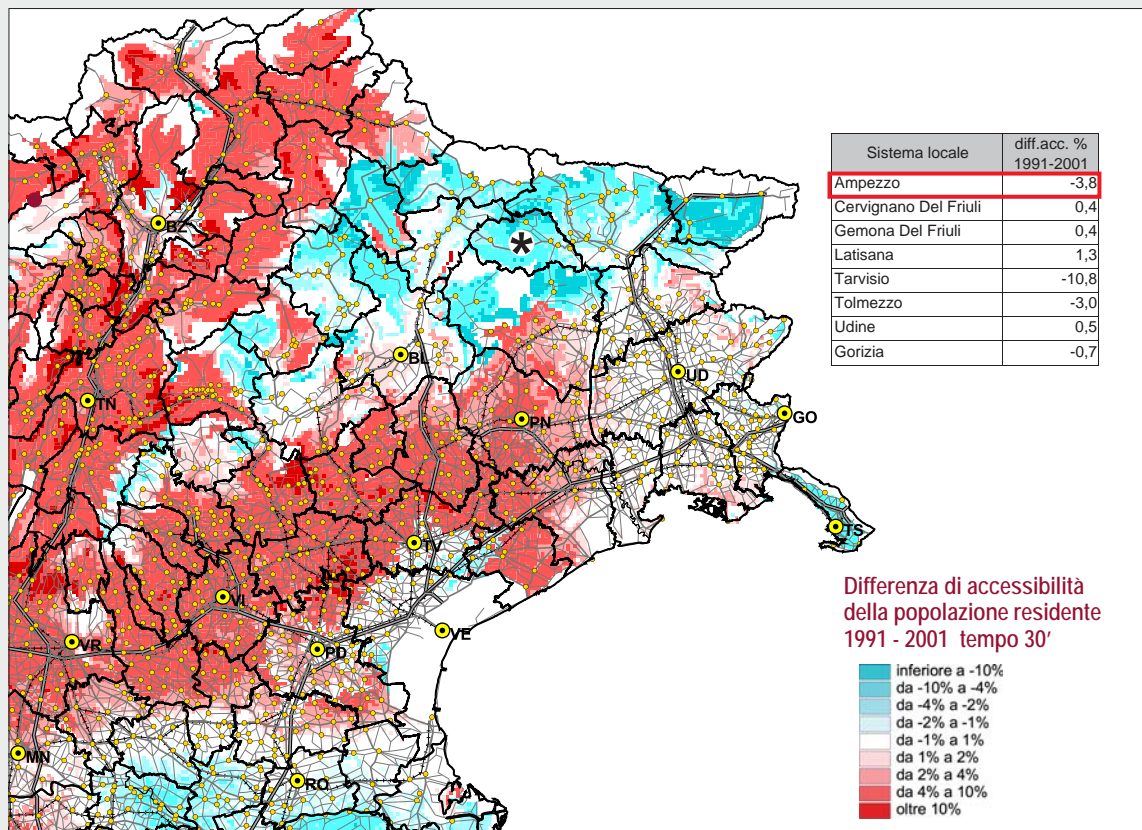 Sistema locale diff.acc. % 1991-2001
Ampezzo -3,8
Cervignano Del Friuli 0,4
Gemona Del Friuli 0,4
Latisana 1,3
Tarvisio -10,8
Tolmezzo -3,0
Udine 0,5
Gorizia -0,7
BZ
*
BL
UD
TN
PN
GO
TS
TV
VI
VE
VR
PD
MN
RO
Differenza di accessibilità
della popolazione residente
1991 - 2001 tempo 30'
inferiore a -10%
da -10% a -4%
da -4% a -2%
da -2% a -1%
da -1% a 1%
da 1% a 2%
da 2% a 4%
da 4% a 10%
oltre 10%